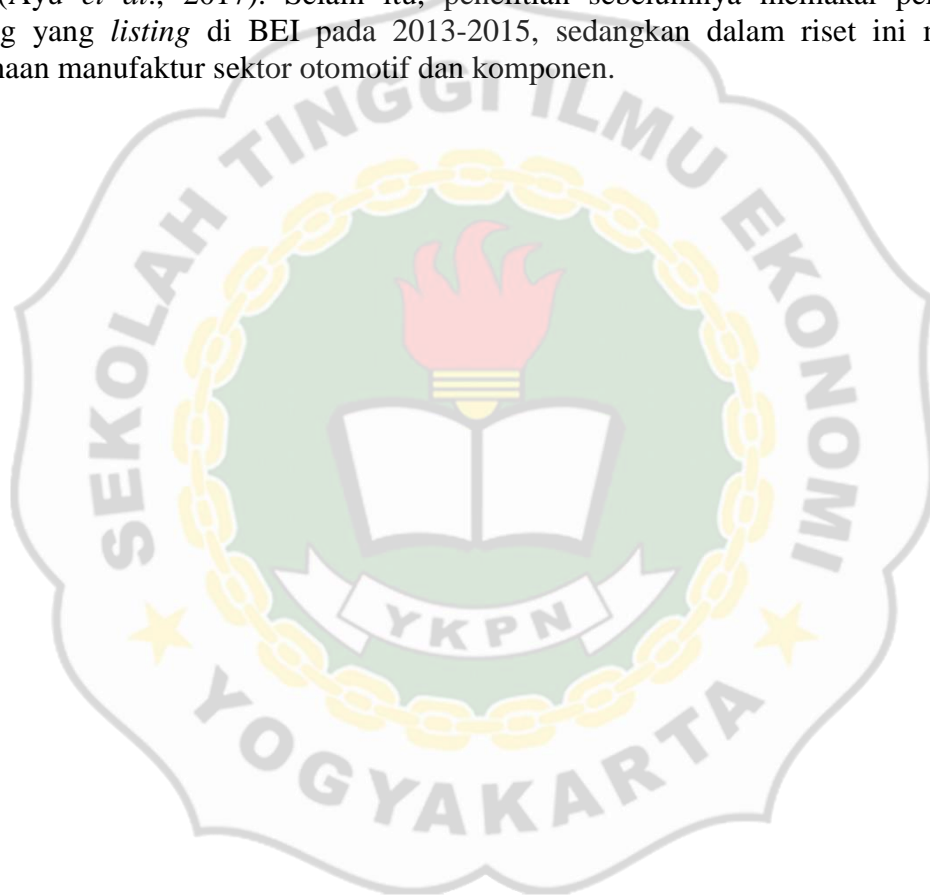 (Ayu et al., 2017). Selain itu, penelitian sebelumnya memakai
yang listing di BEI pada 2013-2015, sedangkan dalam riset ini
manufaktur sektor otomotif dan komponen.
SEKOLAH TINGGI ILMU EKONOMI
YKPN
YOGYAKARTA